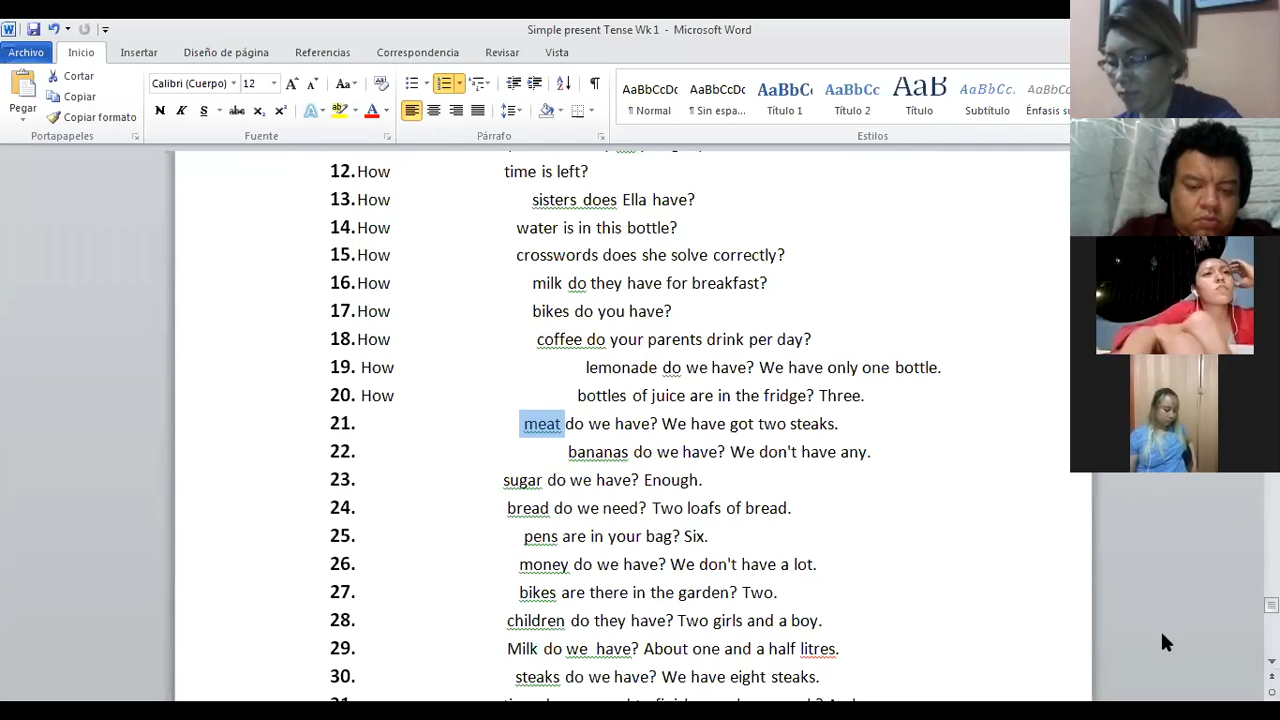 Simple present Tense Wk1 - Microsoft Word
Archivo Inicio Insertar Diseño de página Referencias Correspondencia Revisar Vista
Pegar
Cortar
Copiar
Copiar formato
Calibri (Cuerpo) 12
N K S abc x₂ x²
AaBbCcDc AaBbCcDc AaBbCc AaBbCc AaB AaBbCc. AaBbCcDc
¶ Normal ¶ Sin espa... Título 1 Título 2 Título Subtítulo Énfasis su
Portapapeles Fuente Párrafo Estilos
12. How time is left?
13. How sisters does Ella have?
14. How water is in this bottle?
15. How crosswords does she solve correctly?
16. How milk do they have for breakfast?
17. How bikes do you have?
18. How coffee do your parents drink per day?
19. How lemonade do we have? We have only one bottle.
20. How bottles of juice are in the fridge? Three.
21. meat do we have? We have got two steaks.
22. bananas do we have? We don't have any.
23. sugar do we have? Enough.
24. bread do we need? Two loafs of bread.
25. pens are in your bag? Six.
26. money do we have? We don't have a lot.
27. bikes are there in the garden? Two.
28. children do they have? Two girls and a boy.
29. Milk do we have? About one and a half litres.
30. steaks do we have? We have eight steaks.